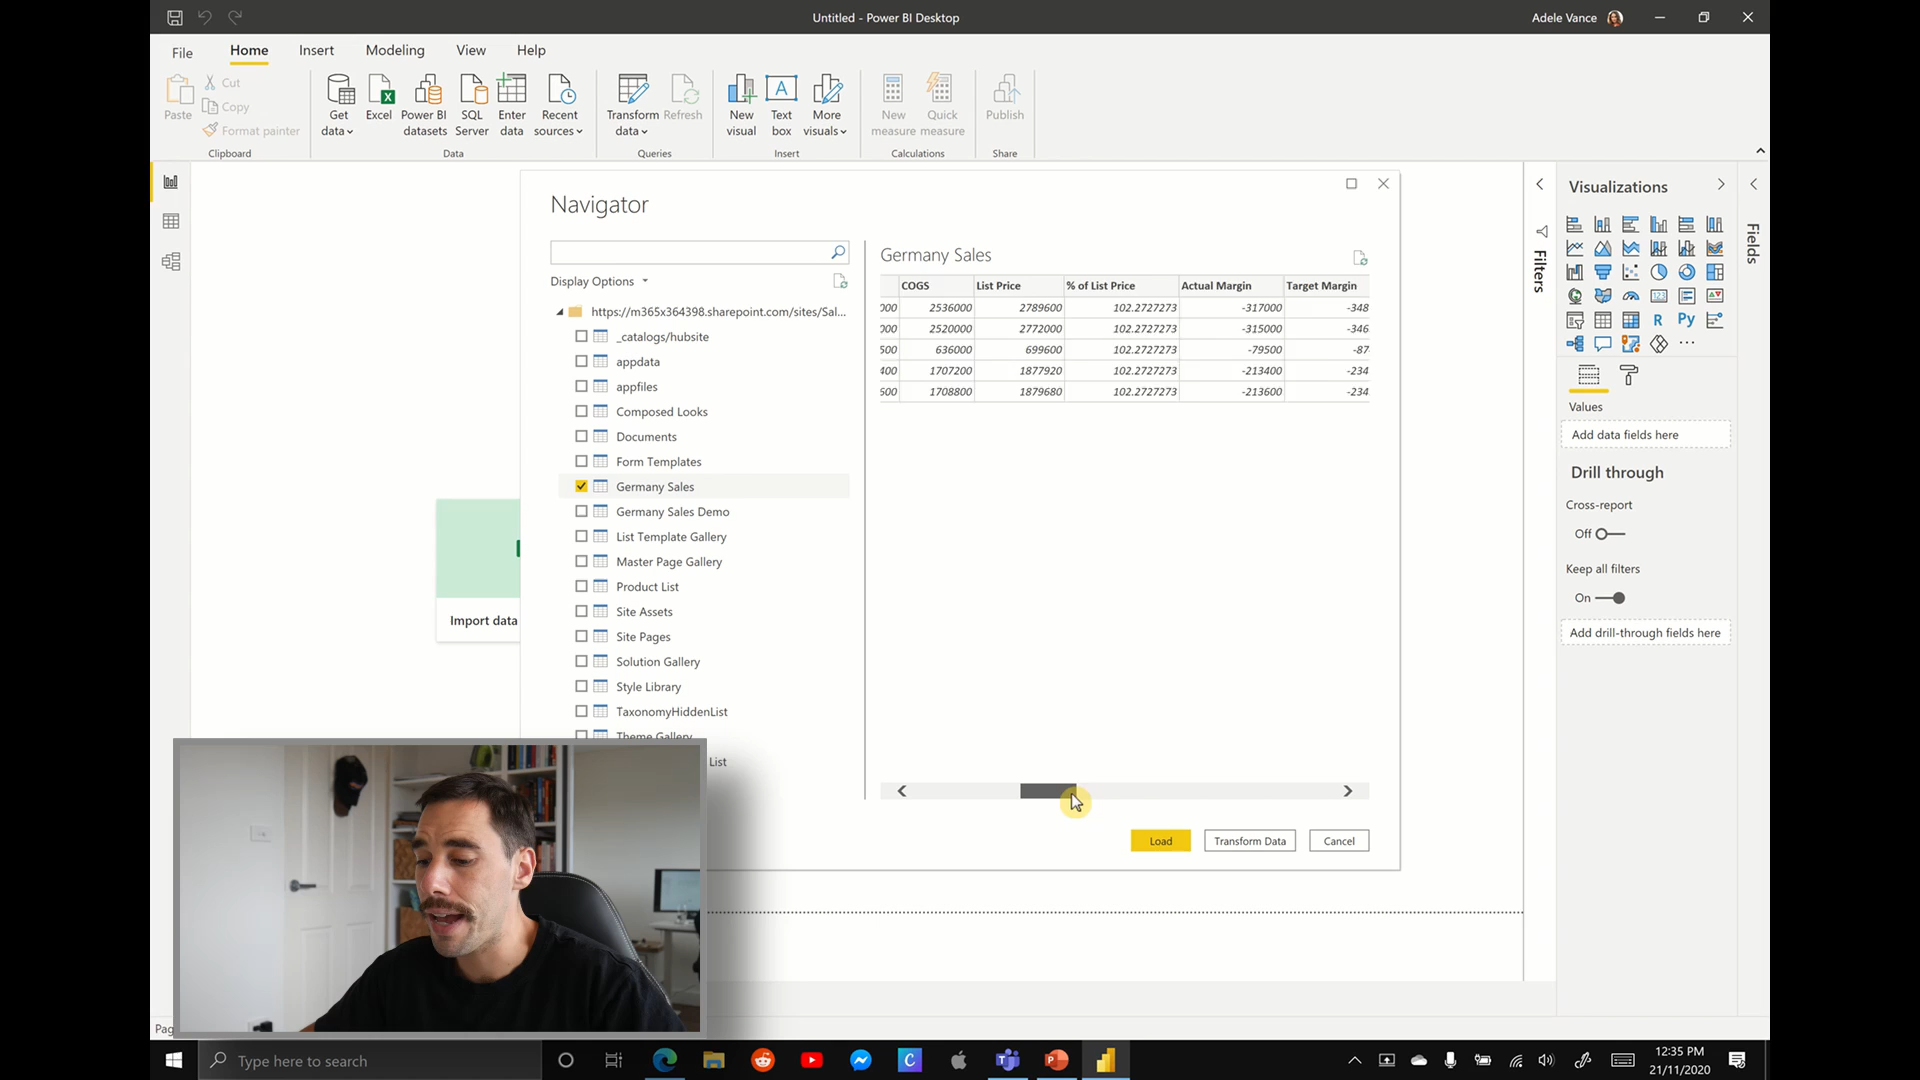 Untitled - Power BI Desktop
Adele Vance
File
Home
Insert
Modeling
View
Help
Paste
Cut
Copy
Format painter
Clipboard
Get data
Excel
Power BI datasets
SQL Server
Enter data
Recent sources
Data
Transform data
Refresh
Queries
New visual
Text box
More visuals
Insert
New measure
Quick measure
Calculations
Publish
Share
Navigator
Display Options
https://m365x364398.sharepoint.com/sites/Sal...
_catalogs/hubsite
appdata
appfiles
Composed Looks
Documents
Form Templates
Germany Sales
Germany Sales Demo
List Template Gallery
Master Page Gallery
Product List
Site Assets
Site Pages
Solution Gallery
Style Library
TaxonomyHiddenList
Theme Gallery
List
Germany Sales
COGS List Price % of List Price Actual Margin Target Margin
000 2536000 2789600 102.2727273 -317000 -348
000 2520000 2772000 102.2727273 -315000 -346
500 636000 699600 102.2727273 -79500 -87
400 1707200 1877920 102.2727273 -213400 -234
600 1708800 1879680 102.2727273 -213600 -234
Load
Transform Data
Cancel
Import data
Filters
Visualizations
R
Py
Values
Add data fields here
Drill through
Cross-report
Off
Keep all filters
On
Add drill-through fields here
Fields
Pag
Type here to search
12:35 PM
21/11/2020